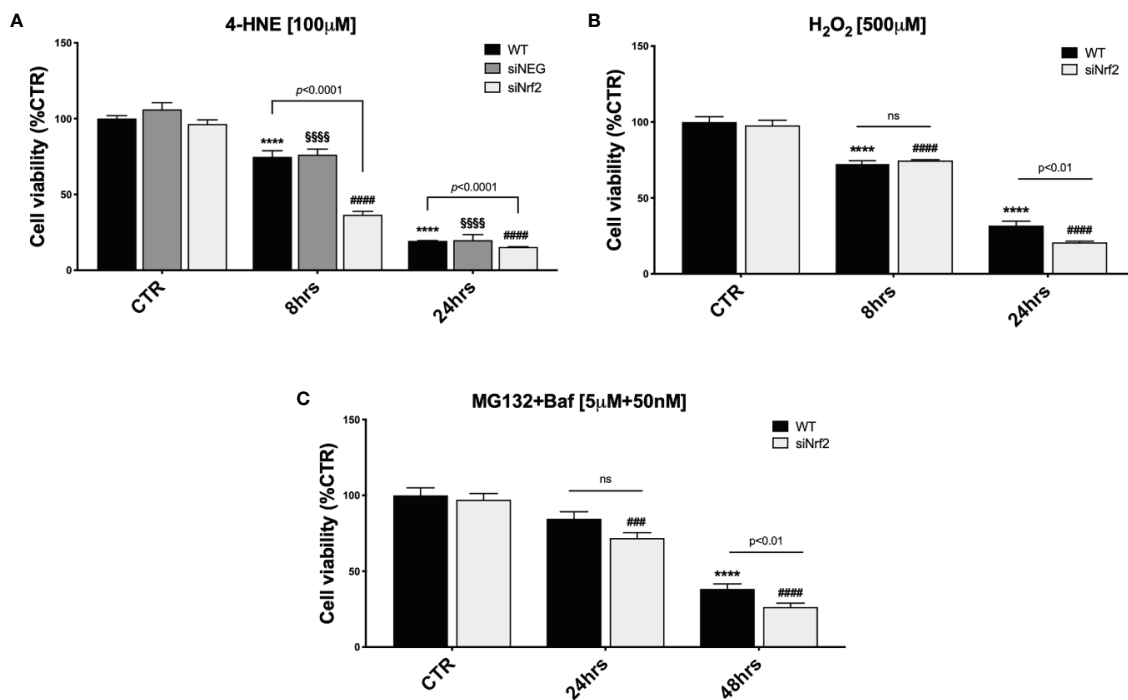 A
4-HNE [100μM]
WT
siNEG
siNrf2
Cell viability (%CTR)
150
100
50
0
p<0.0001
****
§§§§
####
p<0.0001
****
§§§§
####
CTR
8hrs
24hrs
B
H₂O₂ [500μM]
WT
siNrf2
Cell viability (%CTR)
150
100
50
0
ns
****
####
p<0.01
****
####
CTR
8hrs
24hrs
C
MG132+Baf [5μM+50nM]
WT
siNrf2
Cell viability (%CTR)
150
100
50
0
ns
###
p<0.01
****
####
CTR
24hrs
48hrs